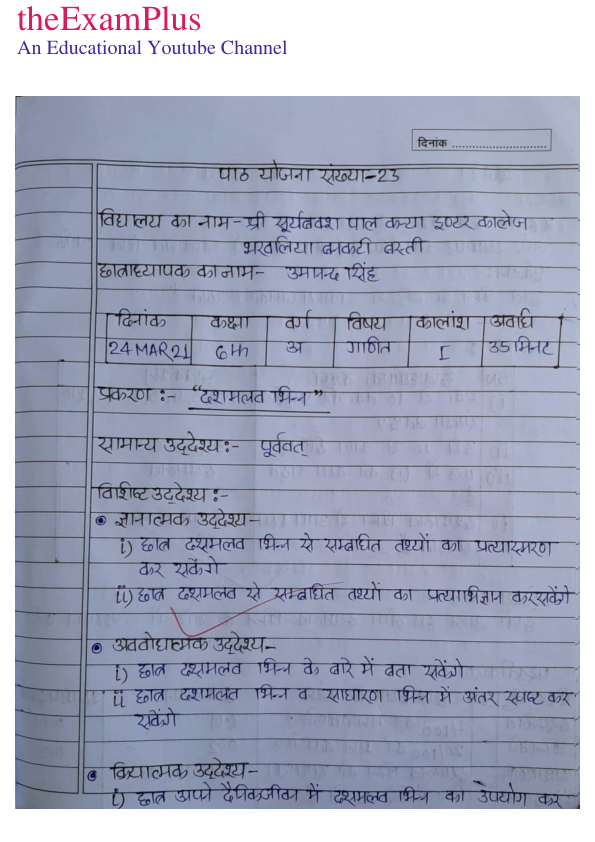 theExamPlus
An Educational Youtube Channel
दिनांक
पाठ योजना संख्या-23
विद्यालय का नाम- श्री सूर्यबक्श पाल कन्या इण्टर कालेज
बनकटी बस्ती
छात्राध्यापक का नाम- सिंह
दिनांक कक्षा वर्ग विषय कालांश अवधि
24 MAR 21 6th अ गणित I 35 मिनट
प्रकरण :- "दशमलव भिन्न"
सामान्य उद्देश्य :- पूर्ववत्
विशिष्ट उद्देश्य :-
ज्ञानात्मक उद्देश्य-
i) छात्र दशमलव भिन्न से सम्बाधित तथ्यों का प्रत्यास्मरण
कर सकेंगे
ii) छात्र दशमलव से सम्बाधित तथ्यों का प्रत्याभिज्ञान कर सकेंगे
अवबोधात्मक उद्देश्य-
i) छात्र दशमलव भिन्न के बारे में बता सकेंगे
ii छात्र दशमलव भिन्न व साधारण भिन्न में अंतर स्पष्ट कर
सकेंगे
क्रियात्मक उद्देश्य-
i) छात्र अपने दैनिकजीवन में दशमलव भिन्न का उपयोग कर